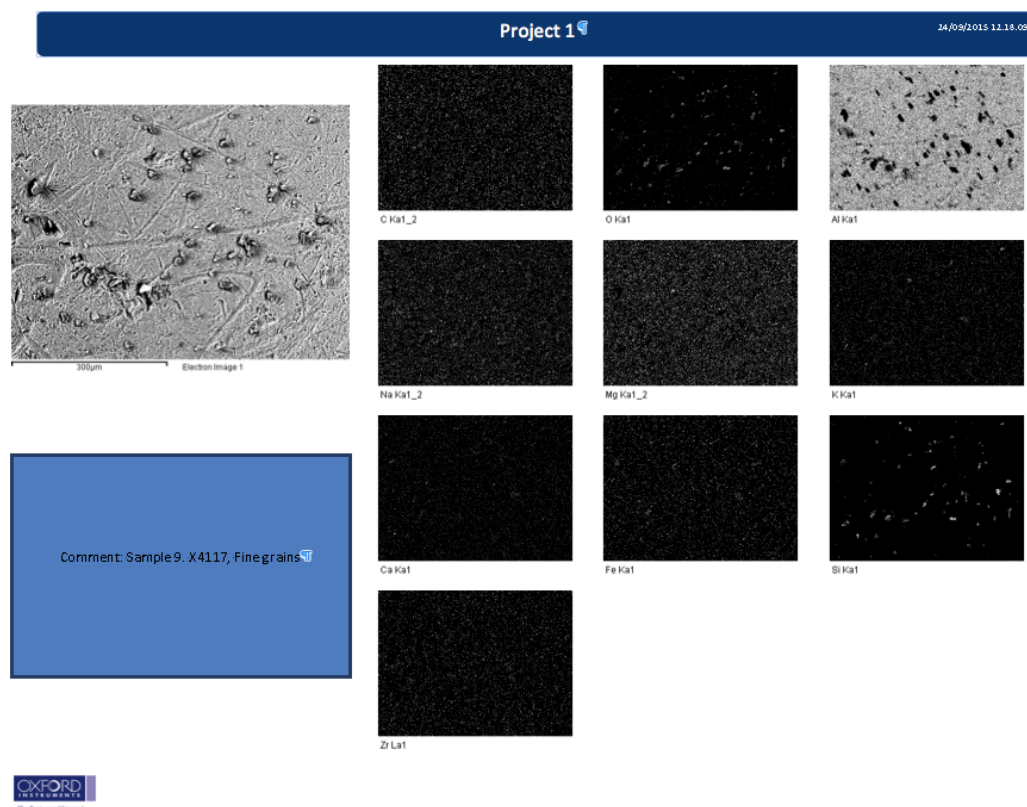 Project 1
24/09/2015 12.18.09
C Ka1_2
O Ka1
Al Ka1
300µm
Electron Image 1
Na Ka1_2
Mg Ka1_2
K Ka1
Comment: Sample 9. X4117, Fine grains
Ca Ka1
Fe Ka1
Si Ka1
Zr La1
OXFORD
INSTRUMENTS